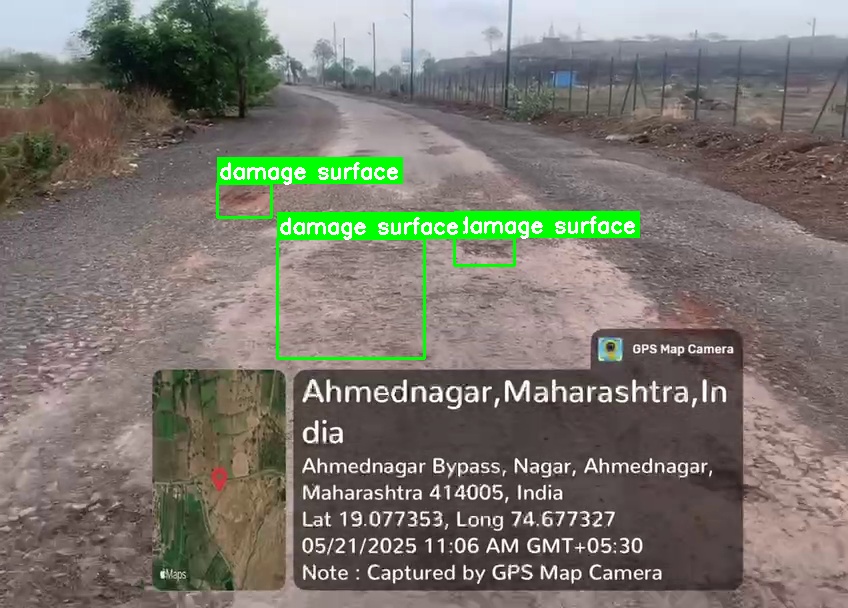 damage surface
damage surface
damage surface
GPS Map Camera
Ahmednagar,Maharashtra,In
dia
Ahmednagar Bypass, Nagar, Ahmednagar,
Maharashtra 414005, India
Lat 19.077353, Long 74.677327
05/21/2025 11:06 AM GMT+05:30
Note : Captured by GPS Map Camera
Maps